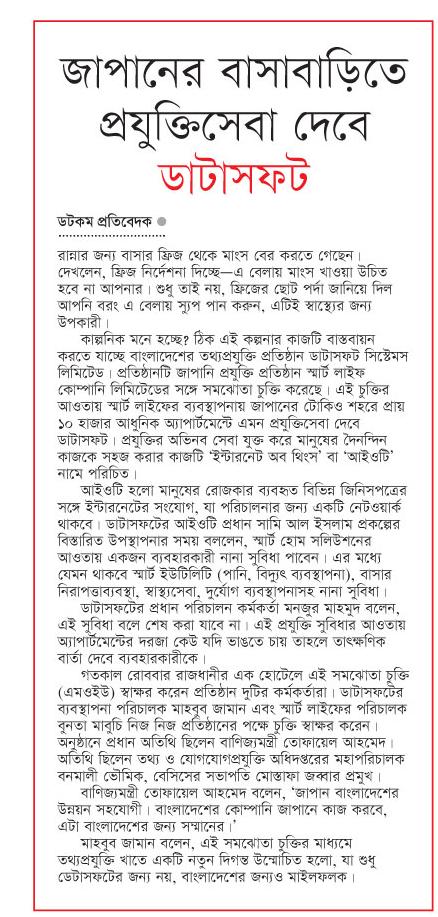 জাপানের বাসাবাড়িতে
প্রযুক্তিসেবা দেবে
ডাটাসফট
ডটকম প্রতিবেদক ●
রান্নার জন্য বাসার ফ্রিজ থেকে মাংস বের করতে গেছেন।
দেখলেন, ফ্রিজ নির্দেশনা দিচ্ছে—এ বেলায় মাংস খাওয়া উচিত
হবে না আপনার। শুধু তাই নয়, ফ্রিজের ছোট পর্দা জানিয়ে দিল
আপনি বরং এ বেলায় স্যুপ পান করুন, এটিই স্বাস্থ্যের জন্য
উপকারী।
কাল্পনিক মনে হচ্ছে? ঠিক এই কল্পনার কাজটি বাস্তবায়ন
করতে যাচ্ছে বাংলাদেশের তথ্যপ্রযুক্তি প্রতিষ্ঠান ডাটাসফট সিস্টেমস
লিমিটেড। প্রতিষ্ঠানটি জাপানি প্রযুক্তি প্রতিষ্ঠান স্মার্ট লাইফ
কোম্পানি লিমিটেডের সঙ্গে সমঝোতা চুক্তি করেছে। এই চুক্তির
আওতায় স্মার্ট লাইফের ব্যবস্থাপনায় জাপানের টোকিও শহরে প্রায়
১০ হাজার আধুনিক অ্যাপার্টমেন্টে এমন প্রযুক্তিসেবা দেবে
ডাটাসফট। প্রযুক্তির অভিনব সেবা যুক্ত করে মানুষের দৈনন্দিন
কাজকে সহজ করার কাজটি ‘ইন্টারনেট অব থিংস’ বা ‘আইওটি’
নামে পরিচিত।
আইওটি হলো মানুষের রোজকার ব্যবহৃত বিভিন্ন জিনিসপত্রের
সঙ্গে ইন্টারনেটের সংযোগ, যা পরিচালনার জন্য একটি নেটওয়ার্ক
থাকবে। ডাটাসফটের আইওটি প্রধান সামি আল ইসলাম প্রকল্পের
বিস্তারিত উপস্থাপনার সময় বললেন, স্মার্ট হোম সলিউশনের
আওতায় একজন ব্যবহারকারী নানা সুবিধা পাবেন। এর মধ্যে
যেমন থাকবে স্মার্ট ইউটিলিটি (পানি, বিদ্যুৎ ব্যবস্থাপনা), বাসার
নিরাপত্তাব্যবস্থা, স্বাস্থ্যসেবা, দুর্যোগ ব্যবস্থাপনাসহ নানা সুবিধা।
ডাটাসফটের প্রধান পরিচালন কর্মকর্তা মনজুর মাহমুদ বলেন,
এই সুবিধা বলে শেষ করা যাবে না। এই প্রযুক্তি সুবিধার আওতায়
অ্যাপার্টমেন্টের দরজা কেউ যদি ভাঙতে চায় তাহলে তাৎক্ষণিক
বার্তা দেবে ব্যবহারকারীকে।
গতকাল রোববার রাজধানীর এক হোটেলে এই সমঝোতা চুক্তি
(এমওইউ) স্বাক্ষর করেন প্রতিষ্ঠান দুটির কর্মকর্তারা। ডাটাসফটের
ব্যবস্থাপনা পরিচালক মাহবুব জামান এবং স্মার্ট লাইফের পরিচালক
বুনতা মাবুচি নিজ নিজ প্রতিষ্ঠানের পক্ষে চুক্তি স্বাক্ষর করেন।
অনুষ্ঠানে প্রধান অতিথি ছিলেন বাণিজ্যমন্ত্রী তোফায়েল আহমেদ।
অতিথি ছিলেন তথ্য ও যোগাযোগপ্রযুক্তি অধিদপ্তরের মহাপরিচালক
বনমালী ভৌমিক, বেসিসের সভাপতি মোস্তাফা জব্বার প্রমুখ।
বাণিজ্যমন্ত্রী তোফায়েল আহমেদ বলেন, ‘জাপান বাংলাদেশের
উন্নয়ন সহযোগী। বাংলাদেশের কোম্পানি জাপানে কাজ করবে,
এটা বাংলাদেশের জন্য সম্মানের।’
মাহবুব জামান বলেন, এই সমঝোতা চুক্তির মাধ্যমে
তথ্যপ্রযুক্তি খাতে একটি নতুন দিগন্ত উন্মোচিত হলো, যা শুধু
ডেটাসফটের জন্য নয়, বাংলাদেশের জন্যও মাইলফলক।